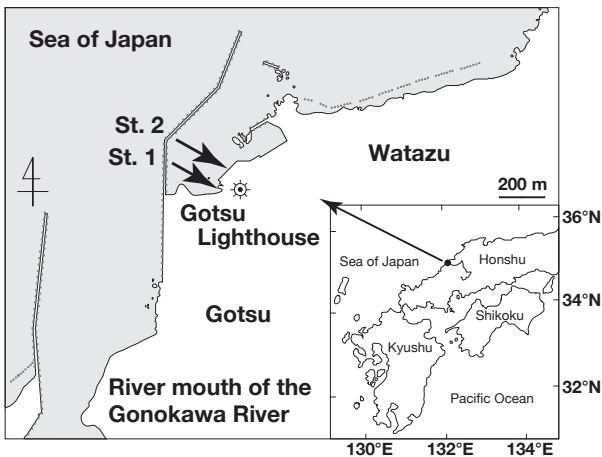 Sea of Japan
St. 2
St. 1
Watazu
200 m
Gotsu
Lighthouse
Gotsu
River mouth of the
Gonokawa River
36°N
Sea of Japan
Honshu
34°N
Shikoku
Kyushu
32°N
Pacific Ocean
130°E
132°E
134°E